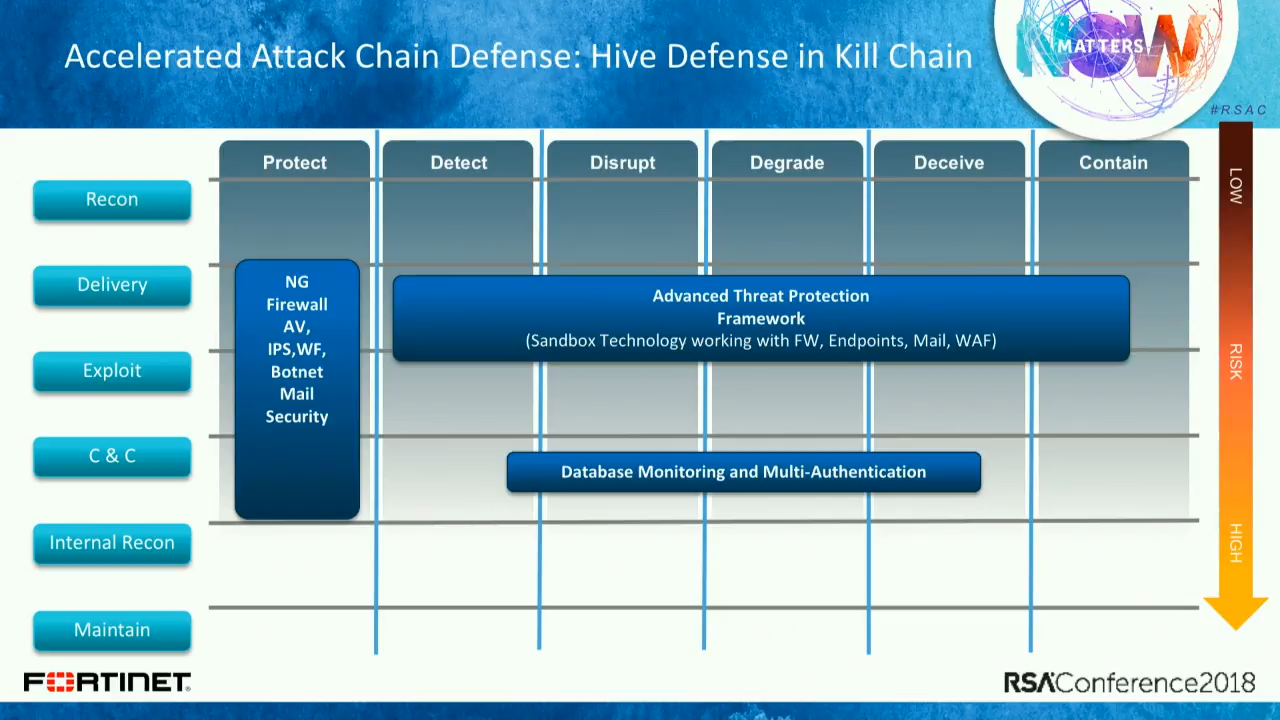 Accelerated Attack Chain Defense: Hive Defense in Kill Chain
NOW
MATTERS
#RSAC
Protect
Detect
Disrupt
Degrade
Deceive
Contain
LOW
RISK
HIGH
Recon
Delivery
Exploit
C & C
Internal Recon
Maintain
NG
Firewall
AV,
IPS,WF,
Botnet
Mail
Security
Advanced Threat Protection
Framework
(Sandbox Technology working with FW, Endpoints, Mail, WAF)
Database Monitoring and Multi-Authentication
FORTINET®
RSAConference2018